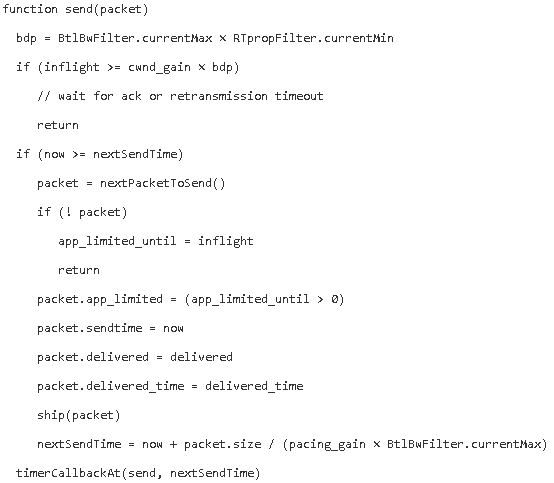 function send(packet)
bdp = BtlBwFilter.currentMax × RTpropFilter.currentMin
if (inflight >= cwnd_gain × bdp)
// wait for ack or retransmission timeout
return
if (now >= nextSendTime)
packet = nextPacketToSend()
if (! packet)
app_limited_until = inflight
return
packet.app_limited = (app_limited_until > 0)
packet.sendtime = now
packet.delivered = delivered
packet.delivered_time = delivered_time
ship(packet)
nextSendTime = now + packet.size / (pacing_gain × BtlBwFilter.currentMax)
timerCallbackAt(send, nextSendTime)